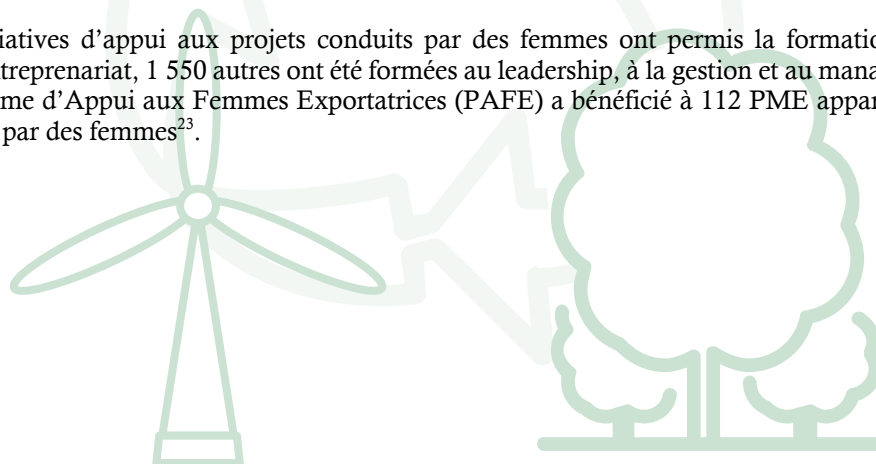 iatives d’appui aux projets conduits par des femmes ont permis la formatio
ntreprenariat, 1 550 autres ont été formées au leadership, à la gestion et au mana
me d’Appui aux Femmes Exportatrices (PAFE) a bénéficié à 112 PME appar
par des femmes²³.